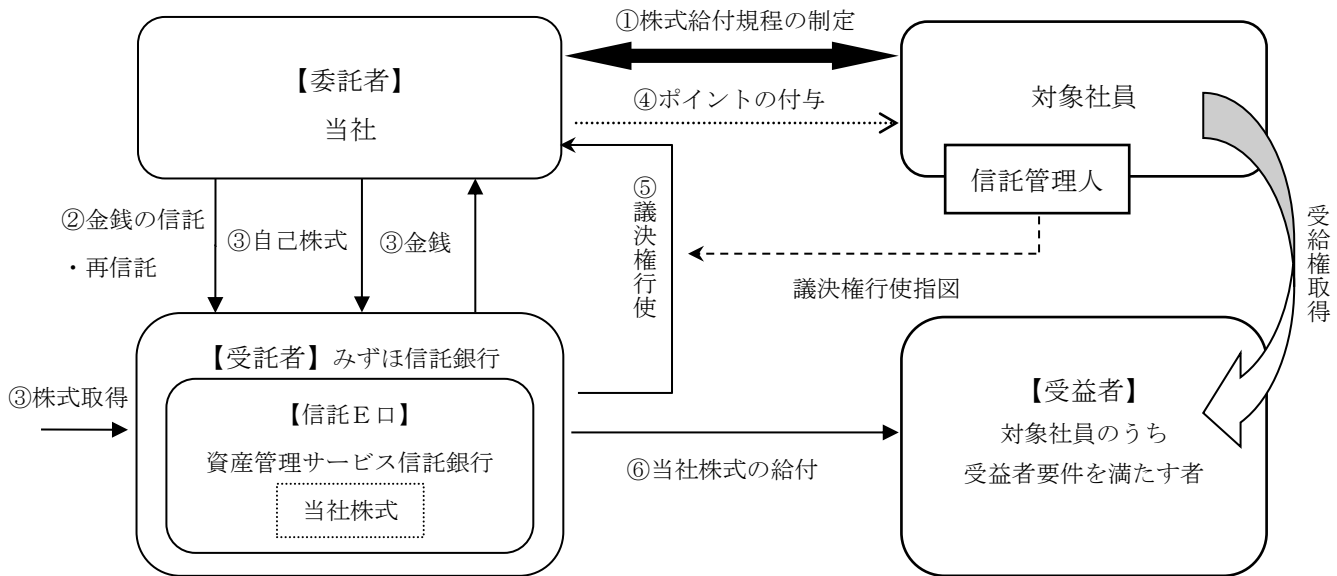 ①株式給付規程の制定
【委託者】
当社
④ポイントの付与
対象社員
信託管理人
②金銭の信託
・再信託
③自己株式
③金銭
⑤議決権行使
議決権行使指図
受給権取得
【受託者】みずほ信託銀行
③株式取得
【信託Ｅ口】
資産管理サービス信託銀行
当社株式
⑥当社株式の給付
【受益者】
対象社員のうち
受益者要件を満たす者